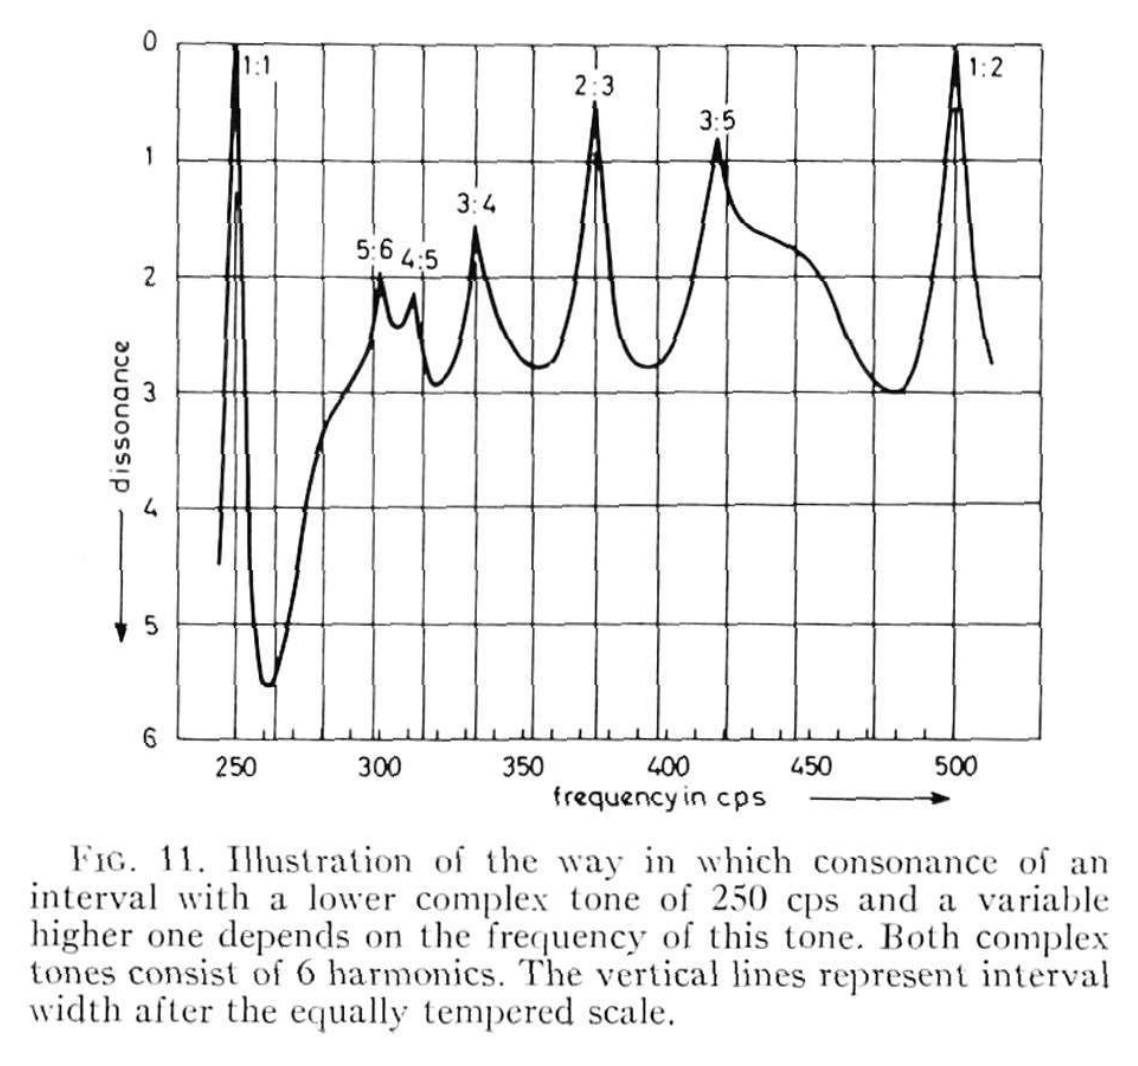 0
1:1
1:2
2:3
3:5
1
3:4
5:6
4:5
2
dissonance
3
4
5
6
250
300
350
400
450
500
frequency in cps
FIG. 11. Illustration of the way in which consonance of an
interval with a lower complex tone of 250 cps and a variable
higher one depends on the frequency of this tone. Both complex
tones consist of 6 harmonics. The vertical lines represent interval
width after the equally tempered scale.